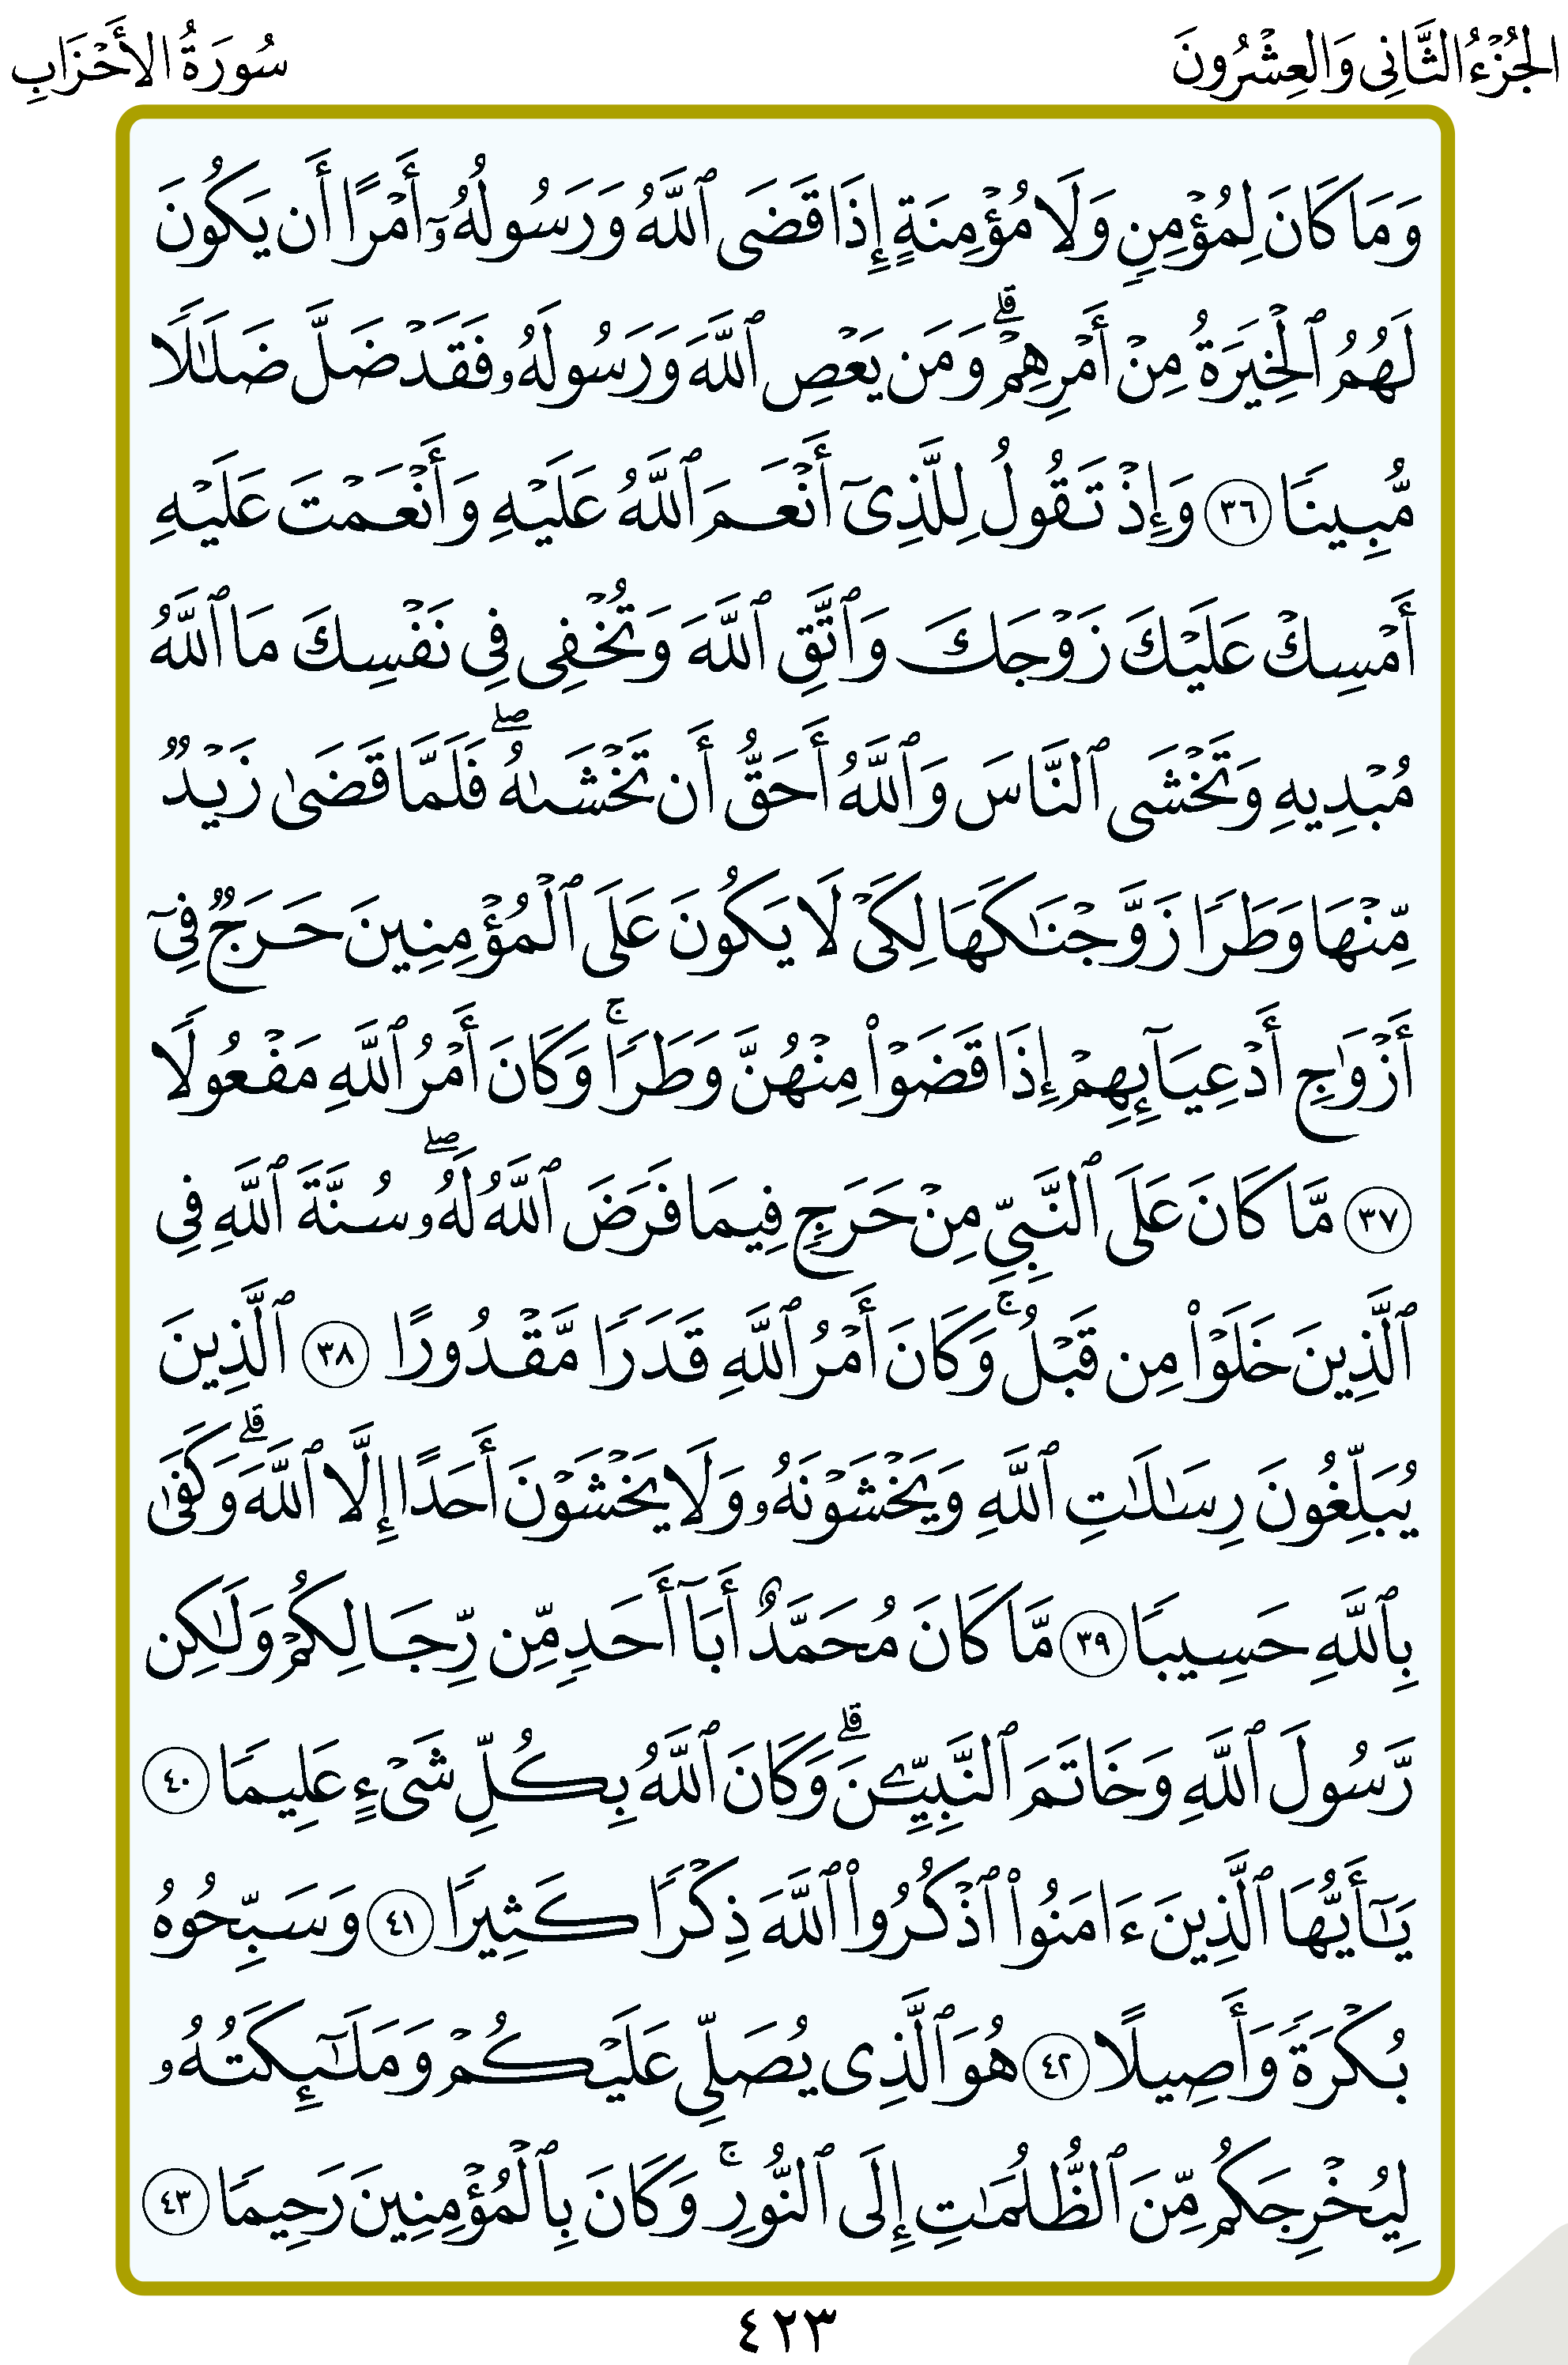 الجُزْءُ الثَّانِي وَالعِشْرُونَ
سُورَةُ الأَحْزَابِ
وَمَا كَانَ لِمُؤۡمِنٖ وَلَا مُؤۡمِنَةٍ إِذَا قَضَى ٱللَّهُ وَرَسُولُهُۥٓ أَمۡرًا أَن يَكُونَ
لَهُمُ ٱلۡخِيَرَةُ مِنۡ أَمۡرِهِمۡۗ وَمَن يَعۡصِ ٱللَّهَ وَرَسُولَهُۥ فَقَدۡ ضَلَّ ضَلَٰلٗا
مُّبِينٗا ٣٦ وَإِذۡ تَقُولُ لِلَّذِيٓ أَنۡعَمَ ٱللَّهُ عَلَيۡهِ وَأَنۡعَمۡتَ عَلَيۡهِ
أَمۡسِكۡ عَلَيۡكَ زَوۡجَكَ وَٱتَّقِ ٱللَّهَ وَتُخۡفِي فِي نَفۡسِكَ مَا ٱللَّهُ
مُبۡدِيهِ وَتَخۡشَى ٱلنَّاسَ وَٱللَّهُ أَحَقُّ أَن تَخۡشَىٰهُۖ فَلَمَّا قَضَىٰ زَيۡدٞ
مِّنۡهَا وَطَرٗا زَوَّجۡنَٰكَهَا لِكَيۡ لَا يَكُونَ عَلَى ٱلۡمُؤۡمِنِينَ حَرَجٞ فِيٓ
أَزۡوَٰجِ أَدۡعِيَآئِهِمۡ إِذَا قَضَوۡاْ مِنۡهُنَّ وَطَرٗاۚ وَكَانَ أَمۡرُ ٱللَّهِ مَفۡعُولٗا
٣٧ مَّا كَانَ عَلَى ٱلنَّبِيِّ مِنۡ حَرَجٖ فِيمَا فَرَضَ ٱللَّهُ لَهُۥۖ سُنَّةَ ٱللَّهِ فِي
ٱلَّذِينَ خَلَوۡاْ مِن قَبۡلُۚ وَكَانَ أَمۡرُ ٱللَّهِ قَدَرٗا مَّقۡدُورًا ٣٨ ٱلَّذِينَ
يُبَلِّغُونَ رِسَٰلَٰتِ ٱللَّهِ وَيَخۡشَوۡنَهُۥ وَلَا يَخۡشَوۡنَ أَحَدًا إِلَّا ٱللَّهَۗ وَكَفَىٰ
بِٱللَّهِ حَسِيبٗا ٣٩ مَّا كَانَ مُحَمَّدٌ أَبَآ أَحَدٖ مِّن رِّجَالِكُمۡ وَلَٰكِن
رَّسُولَ ٱللَّهِ وَخَاتَمَ ٱلنَّبِيِّـۧنَۗ وَكَانَ ٱللَّهُ بِكُلِّ شَيۡءٍ عَلِيمٗا ٤٠
يَٰٓأَيُّهَا ٱلَّذِينَ ءَامَنُواْ ٱذۡكُرُواْ ٱللَّهَ ذِكۡرٗا كَثِيرٗا ٤١ وَسَبِّحُوهُ
بُكۡرَةٗ وَأَصِيلًا ٤٢ هُوَ ٱلَّذِي يُصَلِّي عَلَيۡكُمۡ وَمَلَٰٓئِكَتُهُۥ
لِيُخۡرِجَكُم مِّنَ ٱلظُّلُمَٰتِ إِلَى ٱلنُّورِۚ وَكَانَ بِٱلۡمُؤۡمِنِينَ رَحِيمٗا ٤٣
٤٢٣